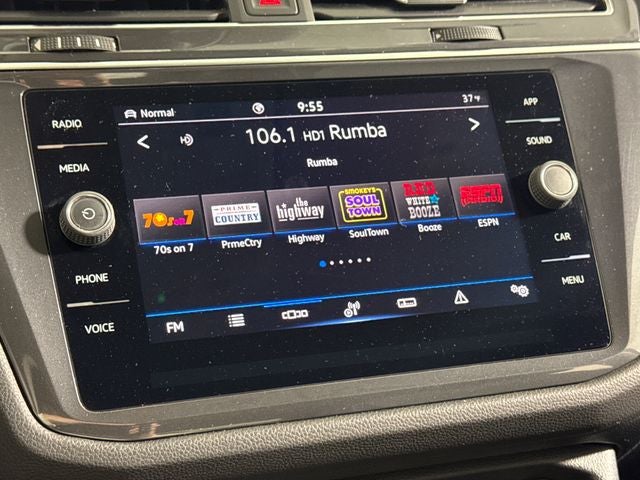 RADIO
MEDIA
PHONE
VOICE
Normal
9:55
37°F
106.1 HD1 Rumba
Rumba
70s on 7
PRIME
COUNTRY
the
highway
SMOKEY'S
SOUL
TOWN
RED
WHITE
BOOZE
ESPN
70s on 7
PrmeCtry
Highway
SoulTown
Booze
ESPN
FM
APP
SOUND
CAR
MENU